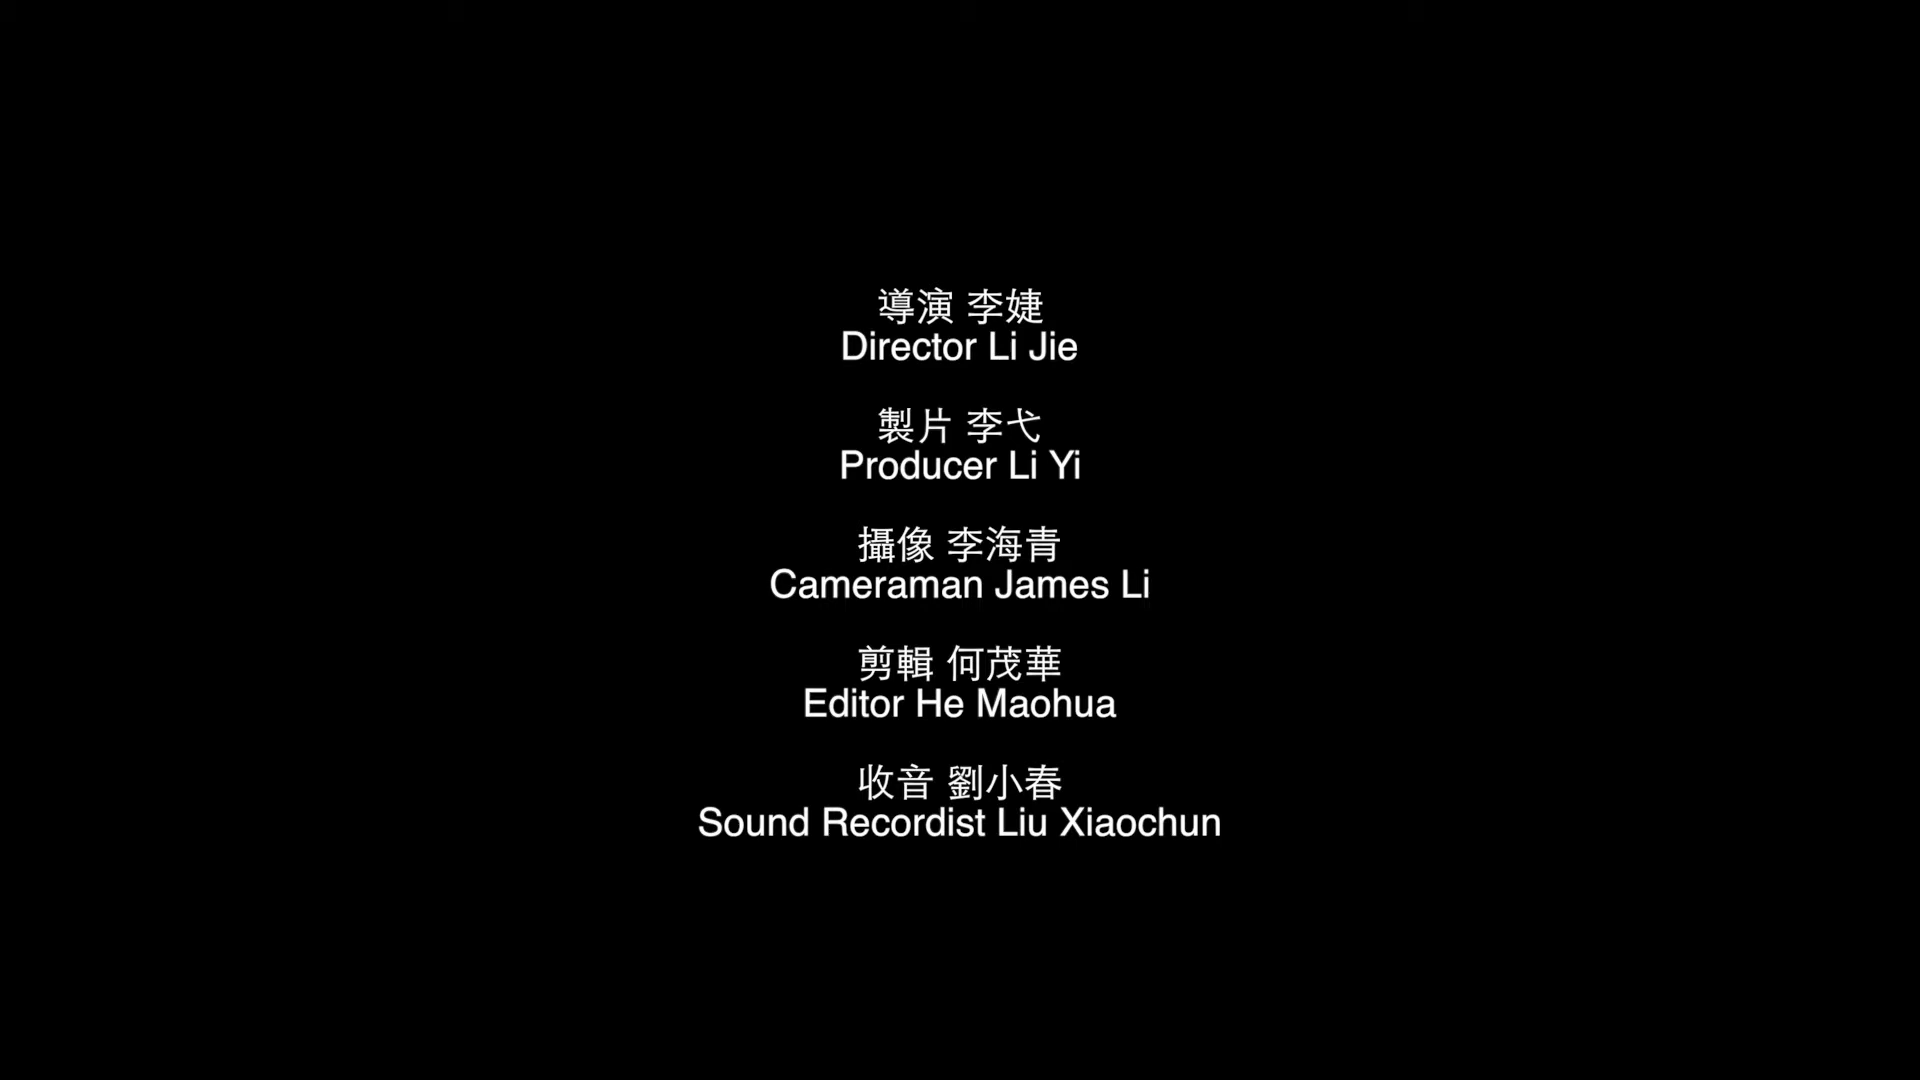 導演 李婕
Director Li Jie
製片 李弋
Producer Li Yi
攝像 李海青
Cameraman James Li
剪輯 何茂華
Editor He Maohua
收音 劉小春
Sound Recordist Liu Xiaochun